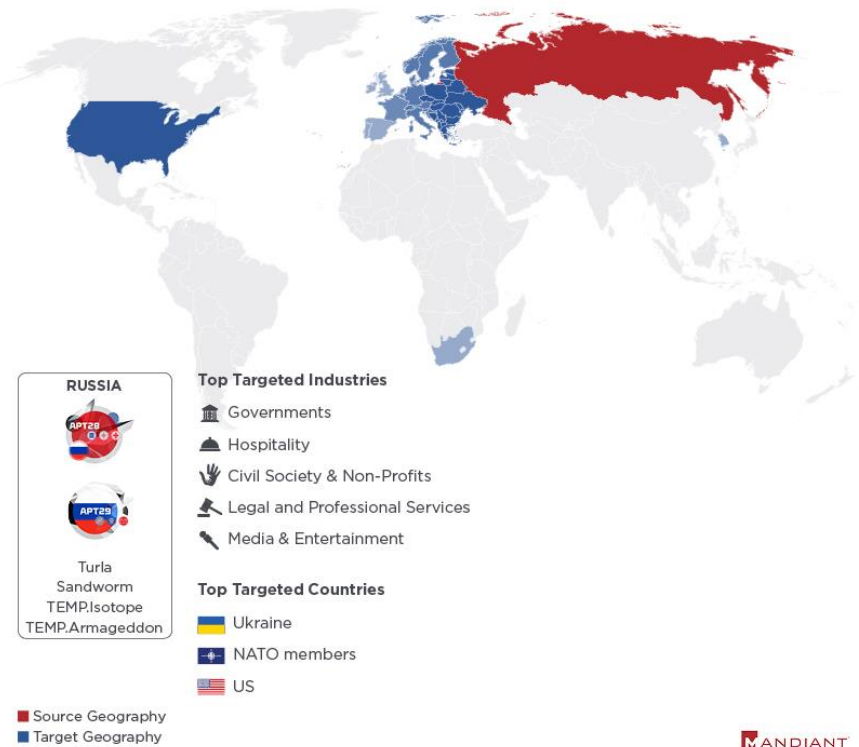 RUSSIA
APT28
APT29
Turla
Sandworm
TEMP.Isotope
TEMP.Armageddon
Top Targeted Industries
Governments
Hospitality
Civil Society & Non-Profits
Legal and Professional Services
Media & Entertainment
Top Targeted Countries
Ukraine
NATO members
US
Source Geography
Target Geography
MANDIANT